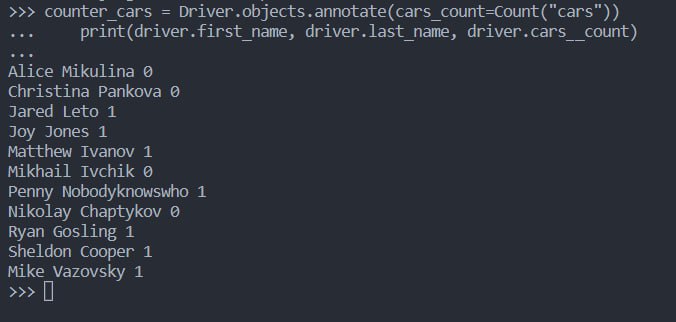 >>> counter_cars = Driver.objects.annotate(cars_count=Count("cars"))
...     print(driver.first_name, driver.last_name, driver.cars__count)
...
Alice Mikulina 0
Christina Pankova 0
Jared Leto 1
Joy Jones 1
Matthew Ivanov 1
Mikhail Ivchik 0
Penny Nobodyknowswho 1
Nikolay Chaptykov 0
Ryan Gosling 1
Sheldon Cooper 1
Mike Vazovsky 1
>>>